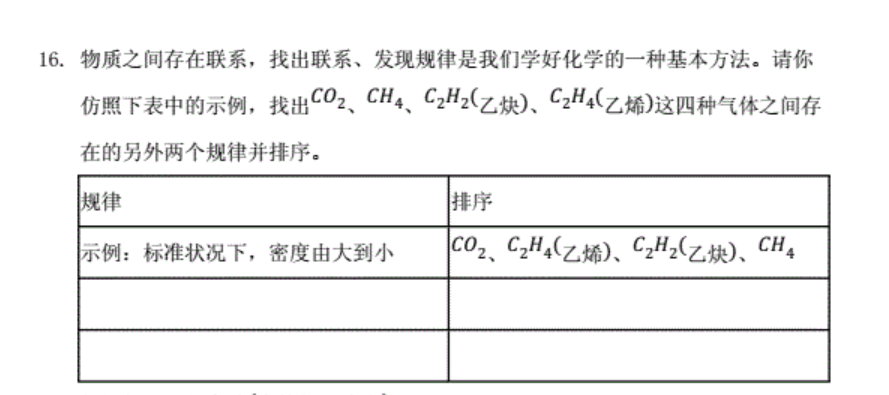 16. 物质之间存在联系，找出联系、发现规律是我们学好化学的一种基本方法。请你
仿照下表中的示例，找出CO₂、CH₄、C₂H₂(乙炔)、C₂H₄(乙烯)这四种气体之间存
在的另外两个规律并排序。
规律 排序
示例：标准状况下，密度由大到小 CO₂、C₂H₄(乙烯)、C₂H₂(乙炔)、CH₄